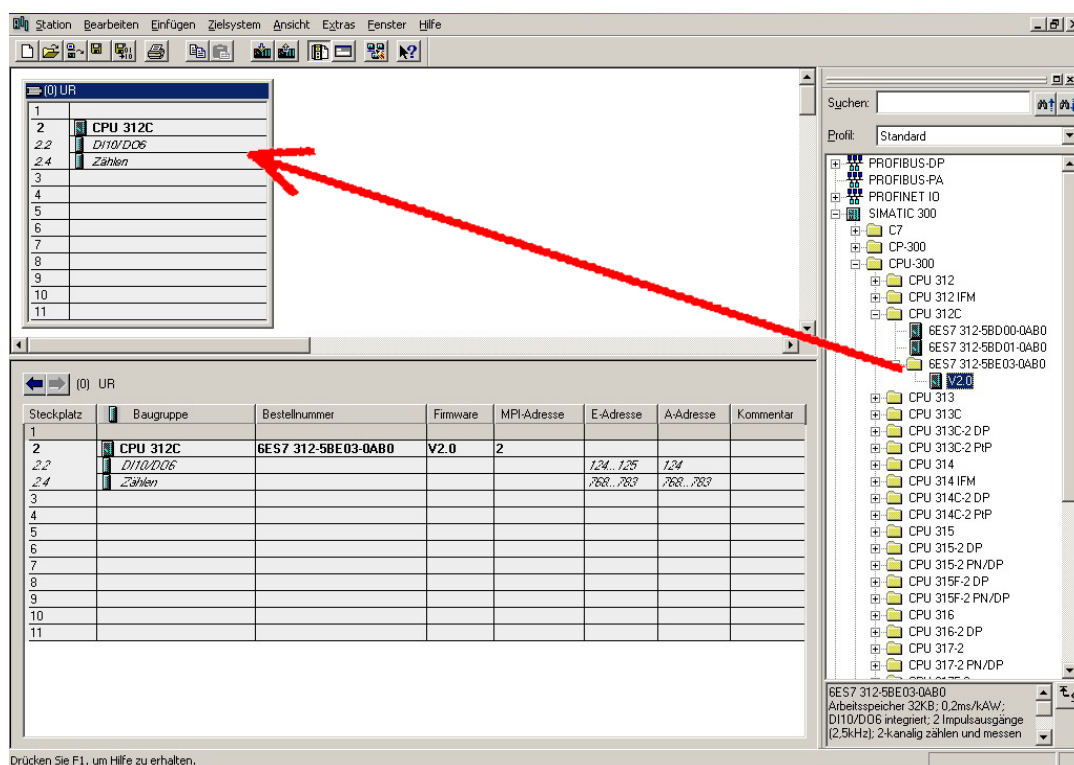 Station Bearbeiten Einfügen Zielsystem Ansicht Extras Fenster Hilfe
(0) UR
1
2 CPU 312C
2.2 DI10/DO6
2.4 Zählen
3
4
5
6
7
8
9
10
11
Suchen:
Profil: Standard
PROFIBUS-DP
PROFIBUS-PA
PROFINET IO
SIMATIC 300
C7
CP-300
CPU-300
CPU 312
CPU 312 IFM
CPU 312C
6ES7 312-5BD00-0AB0
6ES7 312-5BD01-0AB0
6ES7 312-5BE03-0AB0
V2.0
CPU 313
CPU 313C
CPU 313C-2 DP
CPU 313C-2 PtP
CPU 314
CPU 314 IFM
CPU 314C-2 DP
CPU 314C-2 PtP
CPU 315
CPU 315-2 DP
CPU 315-2 PN/DP
CPU 315F-2 DP
CPU 315F-2 PN/DP
CPU 316
CPU 316-2 DP
CPU 317-2
CPU 317-2 PN/DP
(0) UR
Steckplatz Baugruppe Bestellnummer Firmware MPI-Adresse E-Adresse A-Adresse Kommentar
1
2 CPU 312C 6ES7 312-5BE03-0AB0 V2.0 2
2.2 DI10/DO6 124...125 124
2.4 Zählen 768...783 768...783
3
4
5
6
7
8
9
10
11
6ES7 312-5BE03-0AB0
Arbeitsspeicher 32KB; 0,2ms/kAW;
DI10/DO6 integriert; 2 Impulsausgänge
(2,5kHz); 2-kanalig zählen und messen
Drücken Sie F1, um Hilfe zu erhalten.